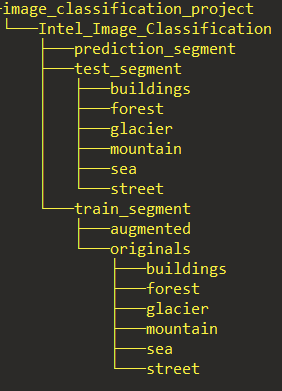 image_classification_project
Intel_Image_Classification
prediction_segment
test_segment
buildings
forest
glacier
mountain
sea
street
train_segment
augmented
originals
buildings
forest
glacier
mountain
sea
street